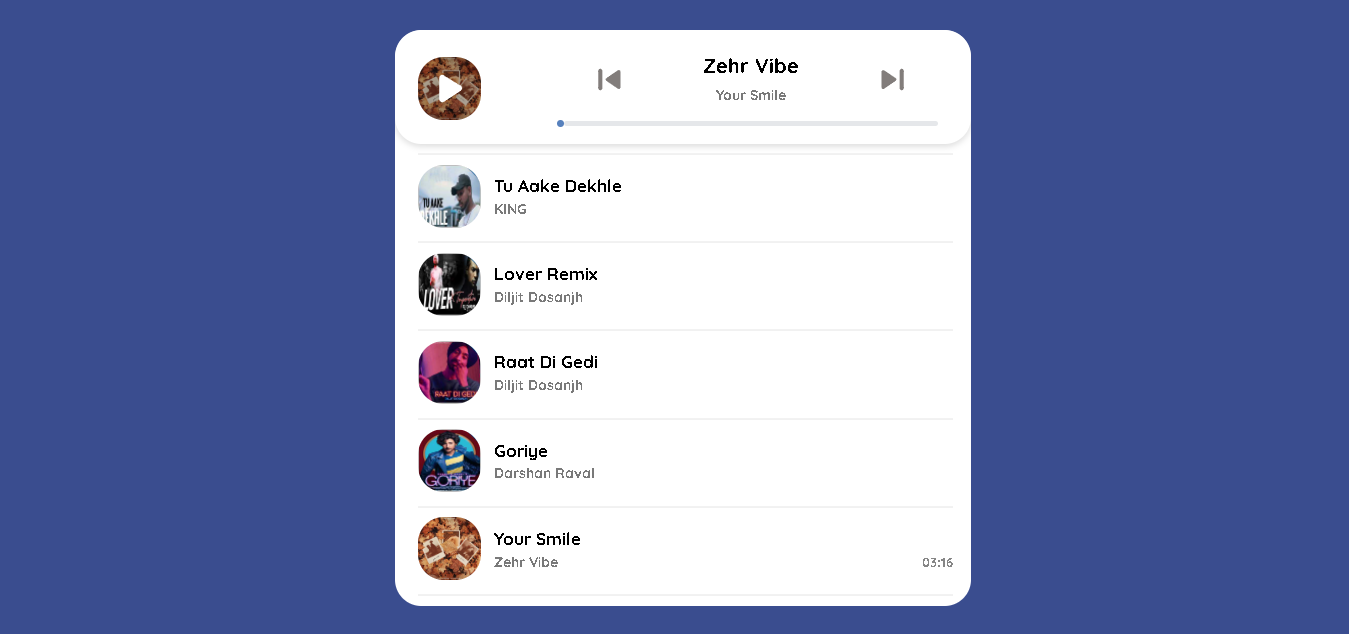 Zehr Vibe
Your Smile
TU AAKE
DEKHLE
Tu Aake Dekhle
KING
LOVER
Lover Remix
Diljit Dosanjh
RAAT DI GEDI
Raat Di Gedi
Diljit Dosanjh
GORIYE
Goriye
Darshan Raval
Your Smile
Zehr Vibe
03:16